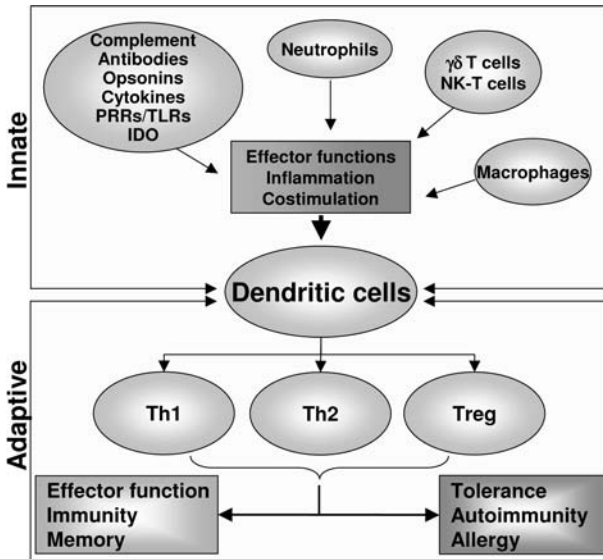 Innate
Complement
Antibodies
Opsonins
Cytokines
PRRs/TLRs
IDO
Neutrophils
γδ T cells
NK-T cells
Effector functions
Inflammation
Costimulation
Macrophages
Dendritic cells
Adaptive
Th1
Th2
Treg
Effector function
Immunity
Memory
Tolerance
Autoimmunity
Allergy